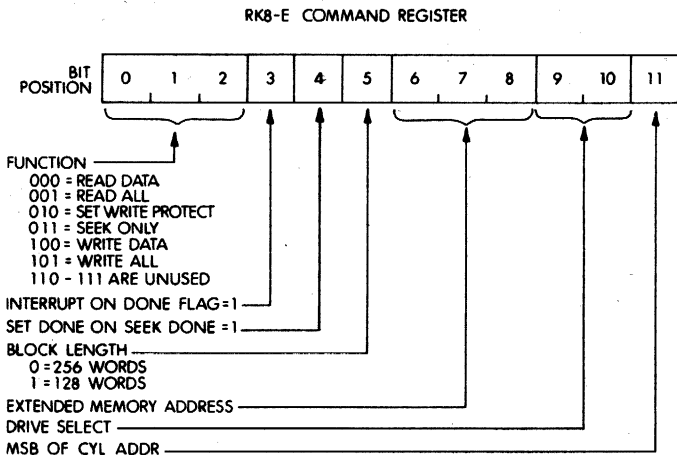 RK8-E COMMAND REGISTER
BIT POSITION 0 1 2 3 4 5 6 7 8 9 10 11
FUNCTION
000 = READ DATA
001 = READ ALL
010 = SET WRITE PROTECT
011 = SEEK ONLY
100 = WRITE DATA
101 = WRITE ALL
110 - 111 ARE UNUSED
INTERRUPT ON DONE FLAG=1
SET DONE ON SEEK DONE =1
BLOCK LENGTH
0 = 256 WORDS
1 = 128 WORDS
EXTENDED MEMORY ADDRESS
DRIVE SELECT
MSB OF CYL ADDR